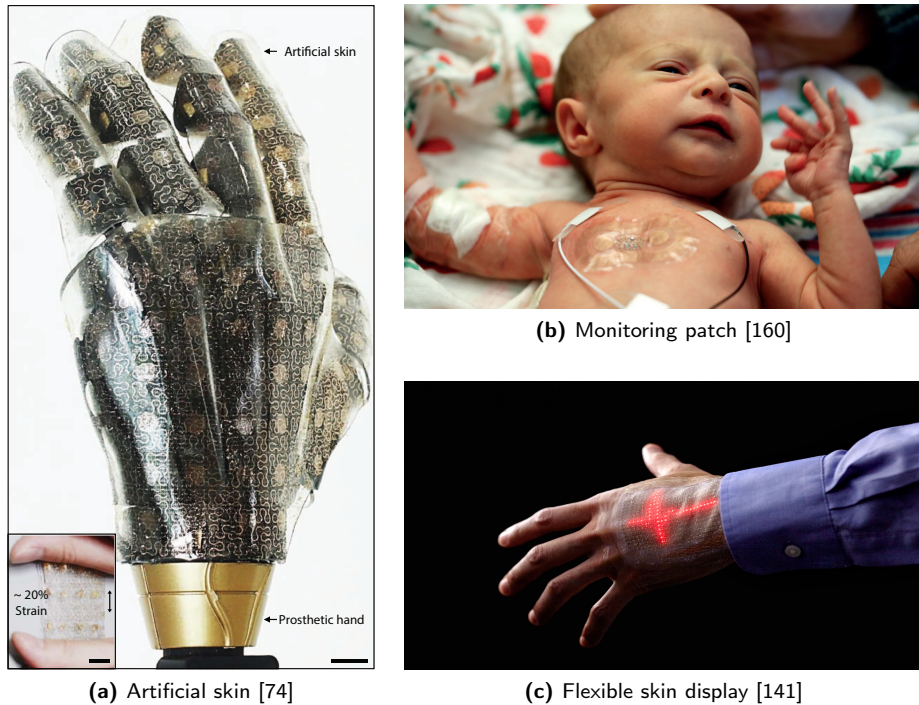 Artificial skin
~ 20%
Strain
Prosthetic hand
(a) Artificial skin [74]
(b) Monitoring patch [160]
(c) Flexible skin display [141]